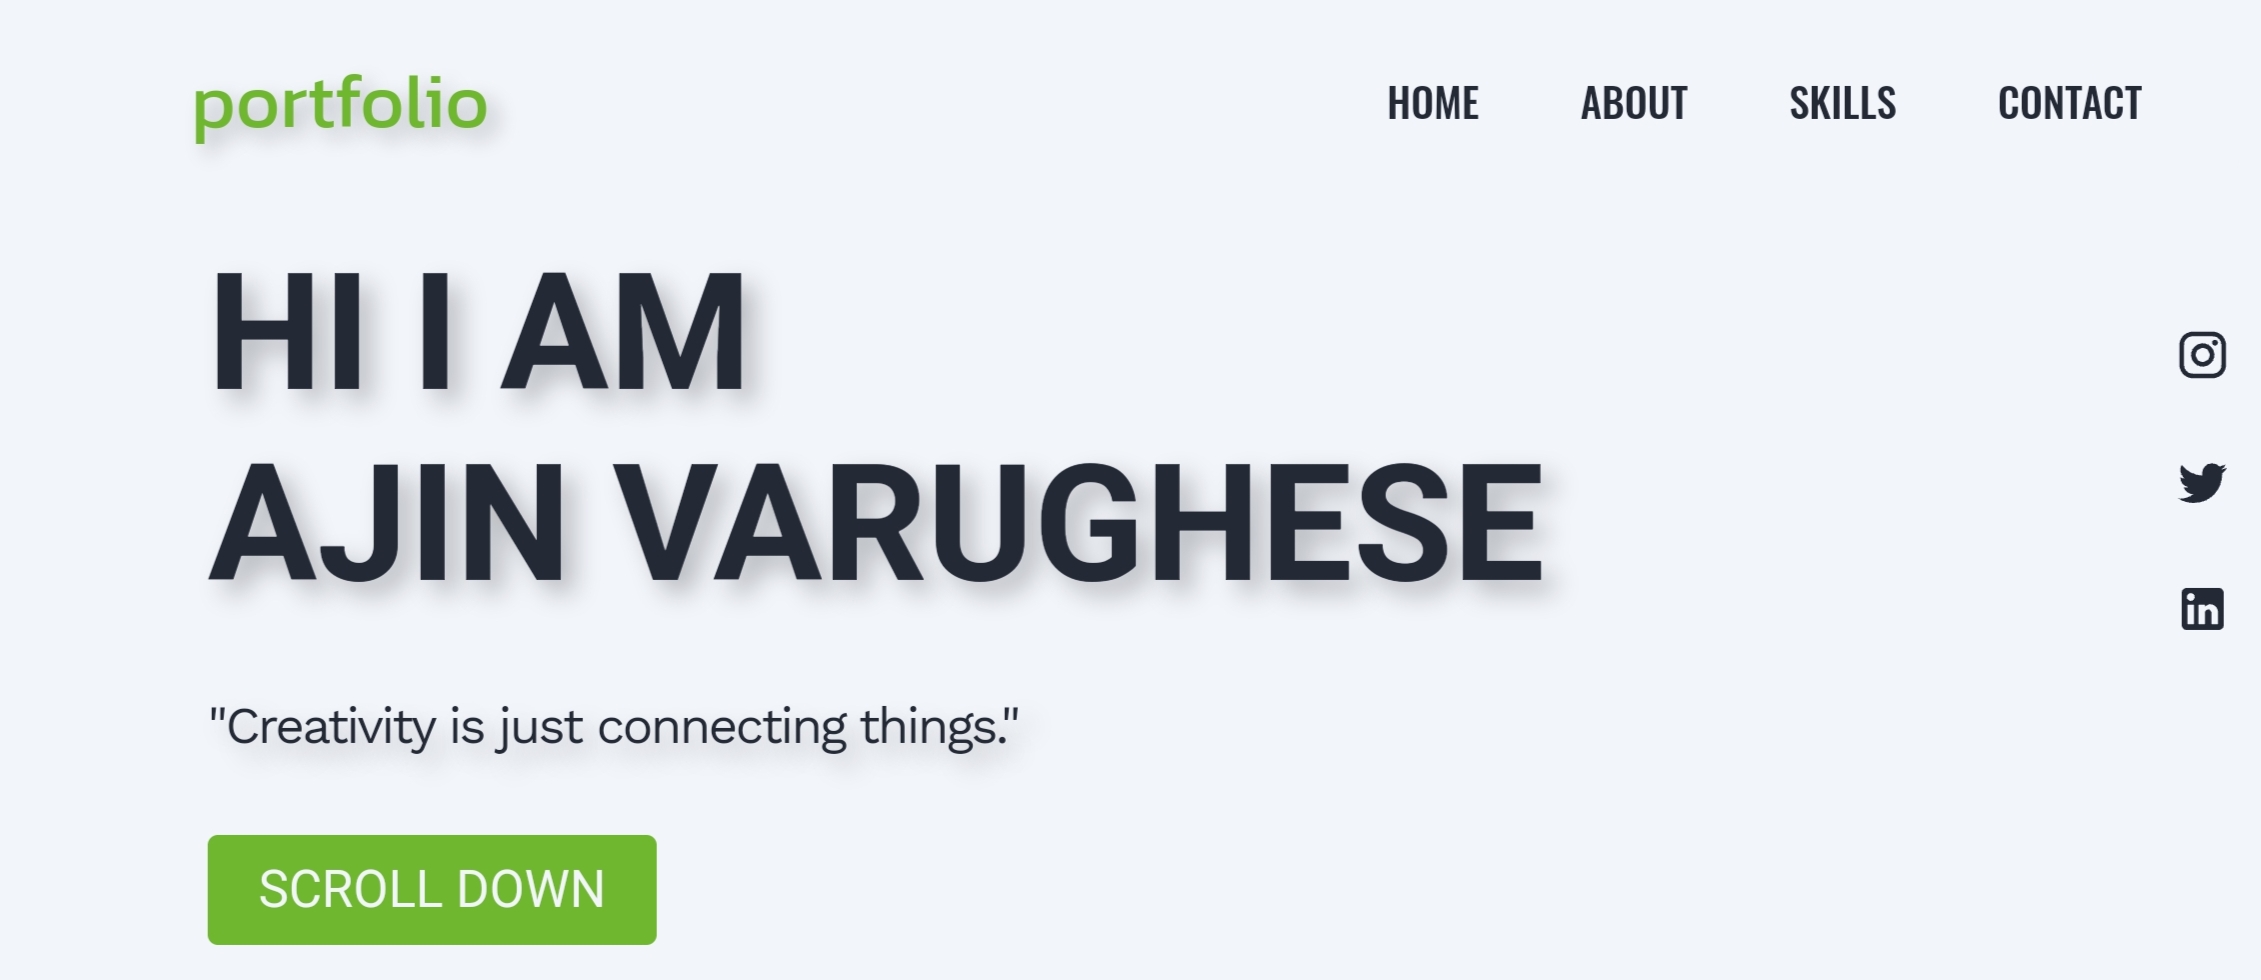 portfolio
HOME ABOUT SKILLS CONTACT
HI I AM
AJIN VARUGHESE
"Creativity is just connecting things."
SCROLL DOWN